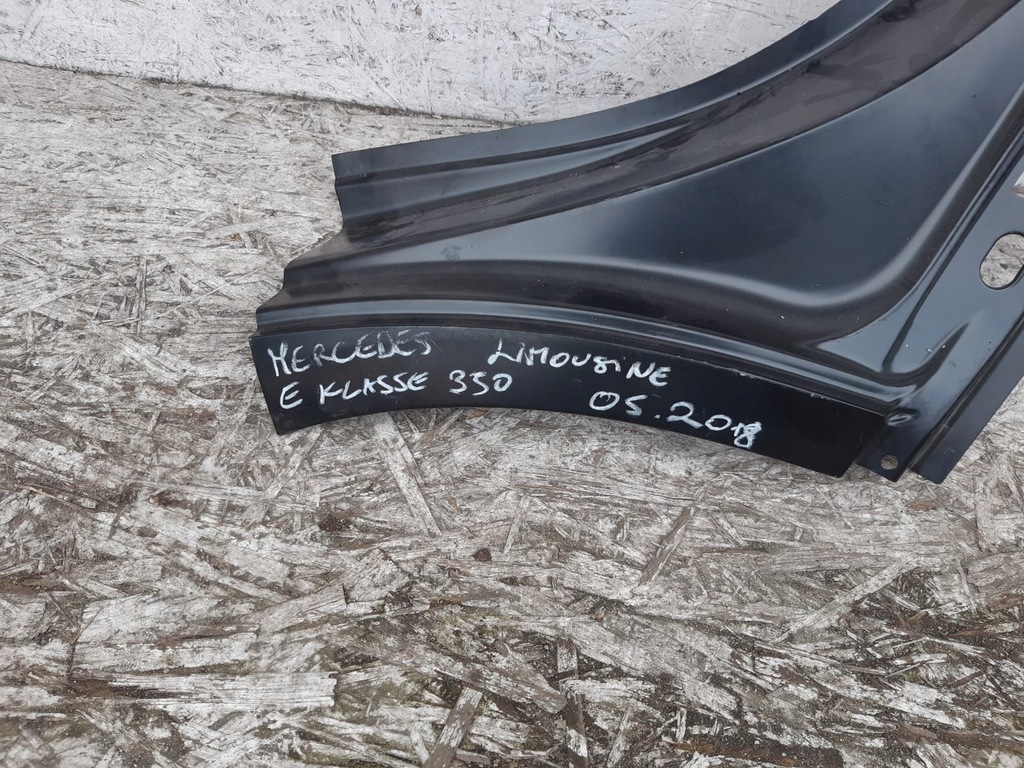 MERCEDES LIMOUSINE
E KLASSE 350 05.2018